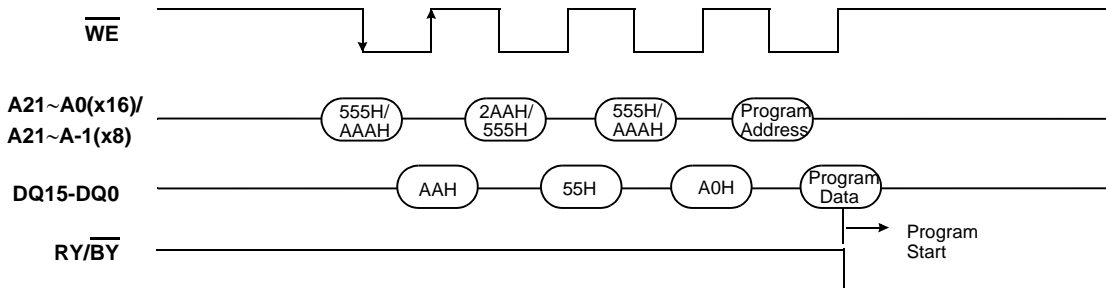 WE
A21~A0(x16)/
A21~A-1(x8)
555H/
AAAH
2AAH/
555H
555H/
AAAH
Program
Address
DQ15-DQ0
AAH
55H
A0H
Program
Data
RY/BY
Program
Start